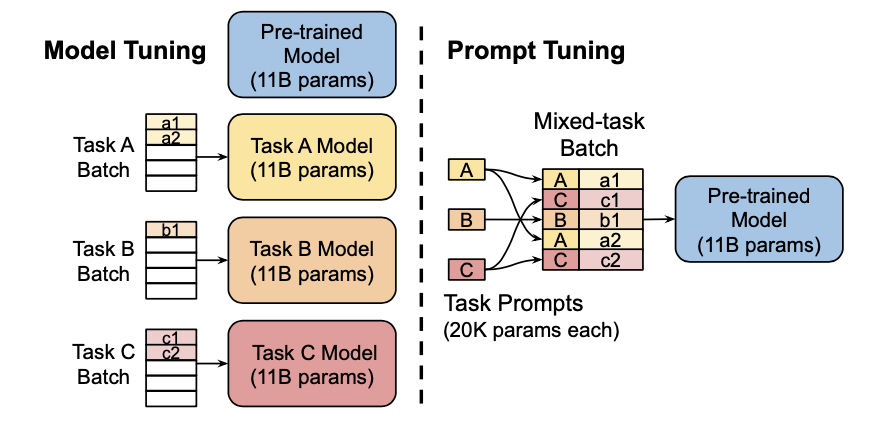 Model Tuning
Pre-trained
Model
(11B params)
Task A
Batch
a1
a2
Task A Model
(11B params)
Task B
Batch
b1
Task B Model
(11B params)
Task C
Batch
c1
c2
Task C Model
(11B params)
Prompt Tuning
Mixed-task
Batch
A
B
C
A a1
C c1
B b1
A a2
C c2
Task Prompts
(20K params each)
Pre-trained
Model
(11B params)